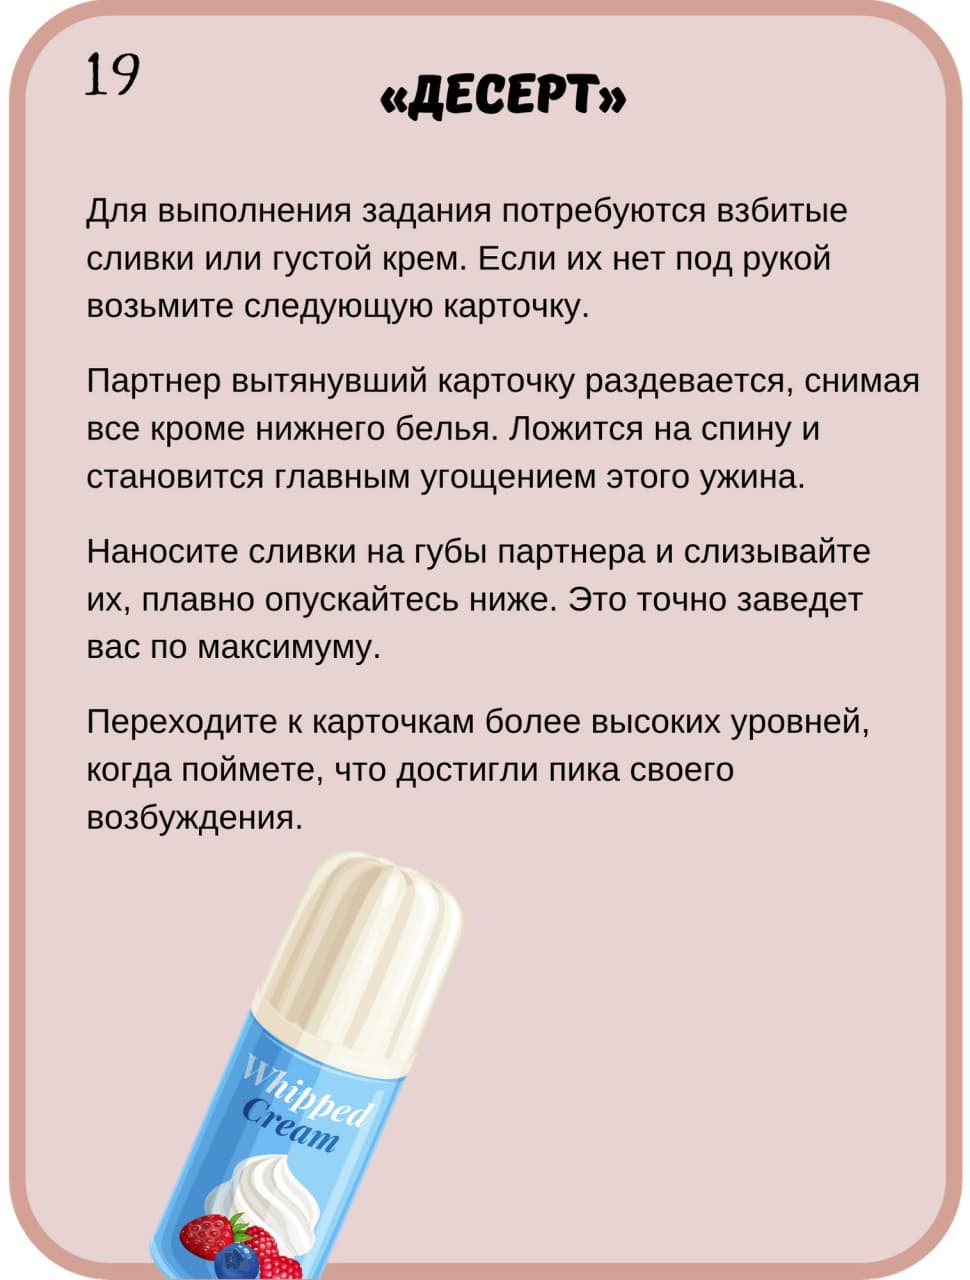 19
«ДЕСЕРТ»
Для выполнения задания потребуются взбитые
сливки или густой крем. Если их нет под рукой
возьмите следующую карточку.
Партнер вытянувший карточку раздевается, снимая
все кроме нижнего белья. Ложится на спину и
становится главным угощением этого ужина.
Наносите сливки на губы партнера и слизывайте
их, плавно опускайтесь ниже. Это точно заведет
вас по максимуму.
Переходите к карточкам более высоких уровней,
когда поймете, что достигли пика своего
возбуждения.
Whipped
Cream